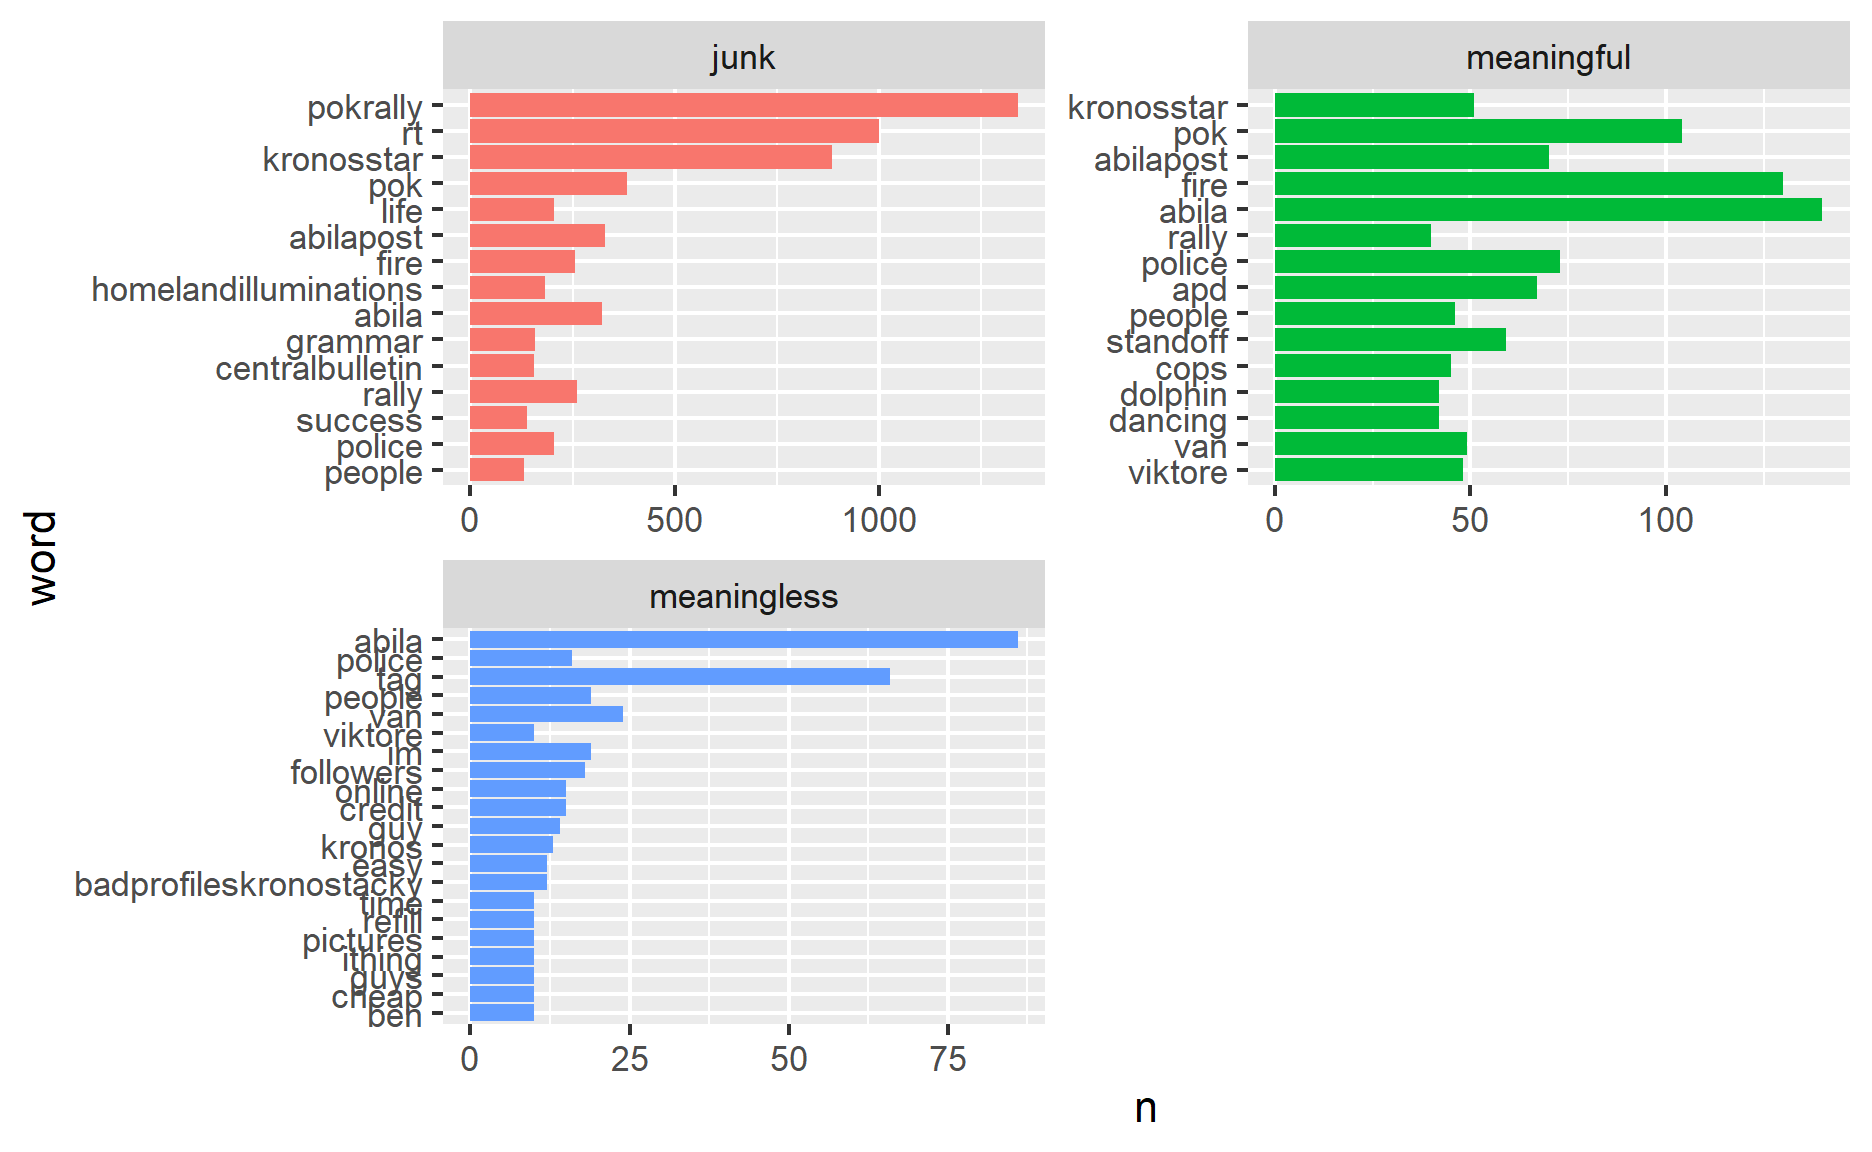 junk
pokrally
rt
kronosstar
pok
life
abilapost
fire
homelandilluminations
abila
grammar
centralbulletin
rally
success
police
people
0 500 1000
meaningful
kronosstar
pok
abilapost
fire
abila
rally
police
apd
people
standoff
cops
dolphin
dancing
van
viktore
0 50 100
word
meaningless
abila
police
tag
people
van
viktore
im
followers
online
credit
guy
kronos
easy
badprofileskronostacky
time
refill
pictures
ithing
guys
cheap
ben
0 25 50 75
n